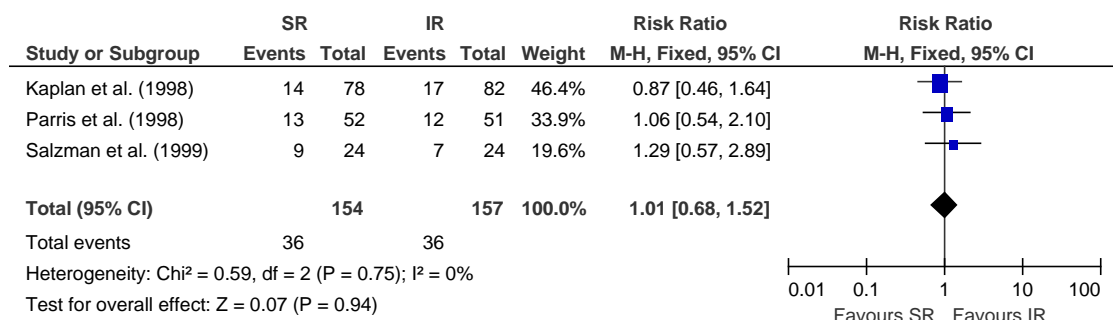 SR IR Risk Ratio Risk Ratio
Study or Subgroup Events Total Events Total Weight M-H, Fixed, 95% CI M-H, Fixed, 95% CI
Kaplan et al. (1998) 14 78 17 82 46.4% 0.87 [0.46, 1.64]
Parris et al. (1998) 13 52 12 51 33.9% 1.06 [0.54, 2.10]
Salzman et al. (1999) 9 24 7 24 19.6% 1.29 [0.57, 2.89]
Total (95% CI) 154 157 100.0% 1.01 [0.68, 1.52]
Total events 36 36
Heterogeneity: Chi² = 0.59, df = 2 (P = 0.75); I² = 0%
Test for overall effect: Z = 0.07 (P = 0.94)
0.01 0.1 1 10 100
Favours SR Favours IR